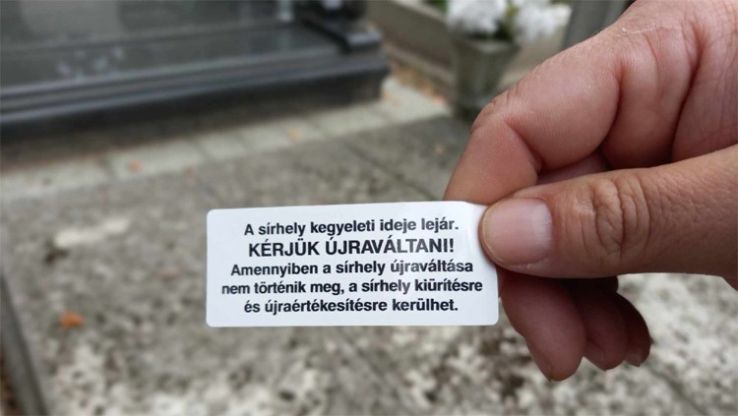 A sírhely kegyeleti ideje lejár.
KÉRJÜK ÚJRAVÁLTANI!
Amennyiben a sírhely újraváltása
nem történik meg, a sírhely kiürítésre
és újraértékesítésre kerülhet.